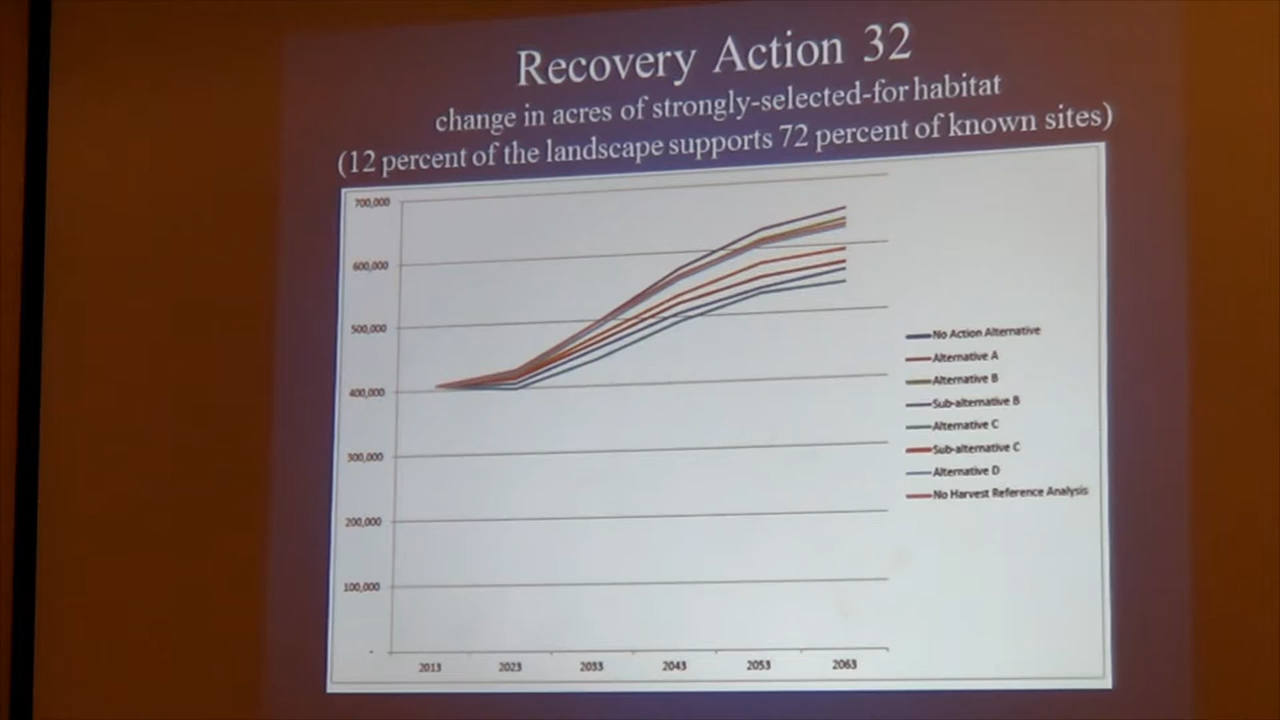 Recovery Action 32
change in acres of strongly-selected-for habitat
(12 percent of the landscape supports 72 percent of known sites)
700,000
600,000
500,000
400,000
300,000
200,000
100,000
-
2013 2023 2033 2043 2053 2063
No Action Alternative
Alternative A
Alternative B
Sub-alternative B
Alternative C
Sub-alternative C
Alternative D
No Harvest Reference Analysis